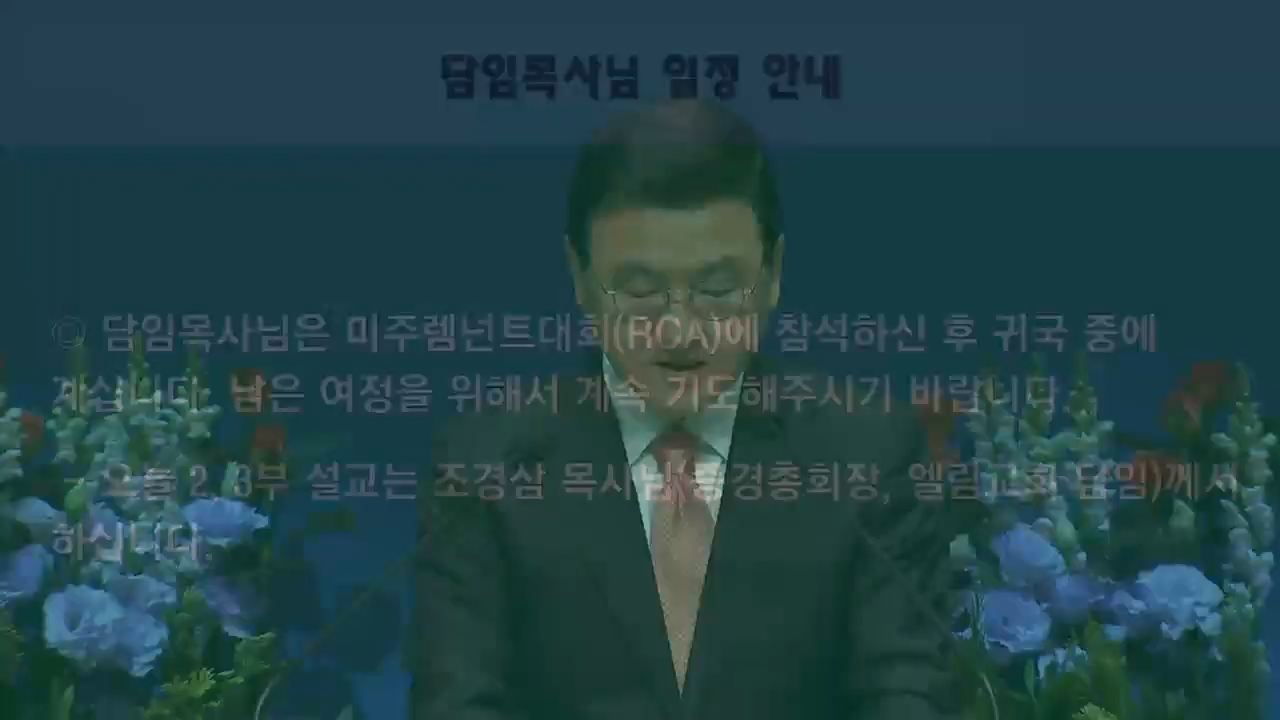 담임목사님 일정 안내
◎ 담임목사님은 미주렘넌트대회(RCA)에 참석하신 후 귀국 중에
계십니다. 남은 여정을 위해서 계속 기도해주시기 바랍니다.
- 오늘 2, 3부 설교는 조경삼 목사님( 경총회장, 엘림교회 담임)께서
하십니다.